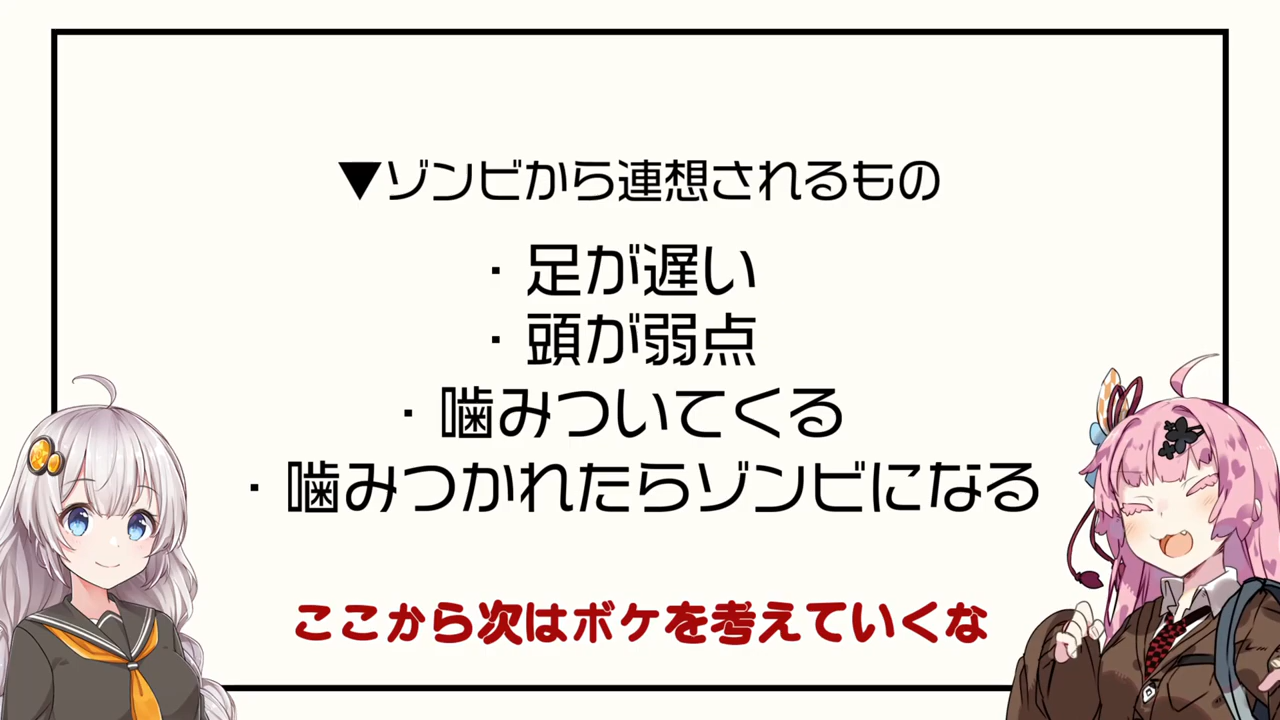 ▼ゾンビから連想されるもの
・足が遅い
・頭が弱点
・噛みついてくる
・噛みつかれたらゾンビになる
ここから次はボケを考えていくな